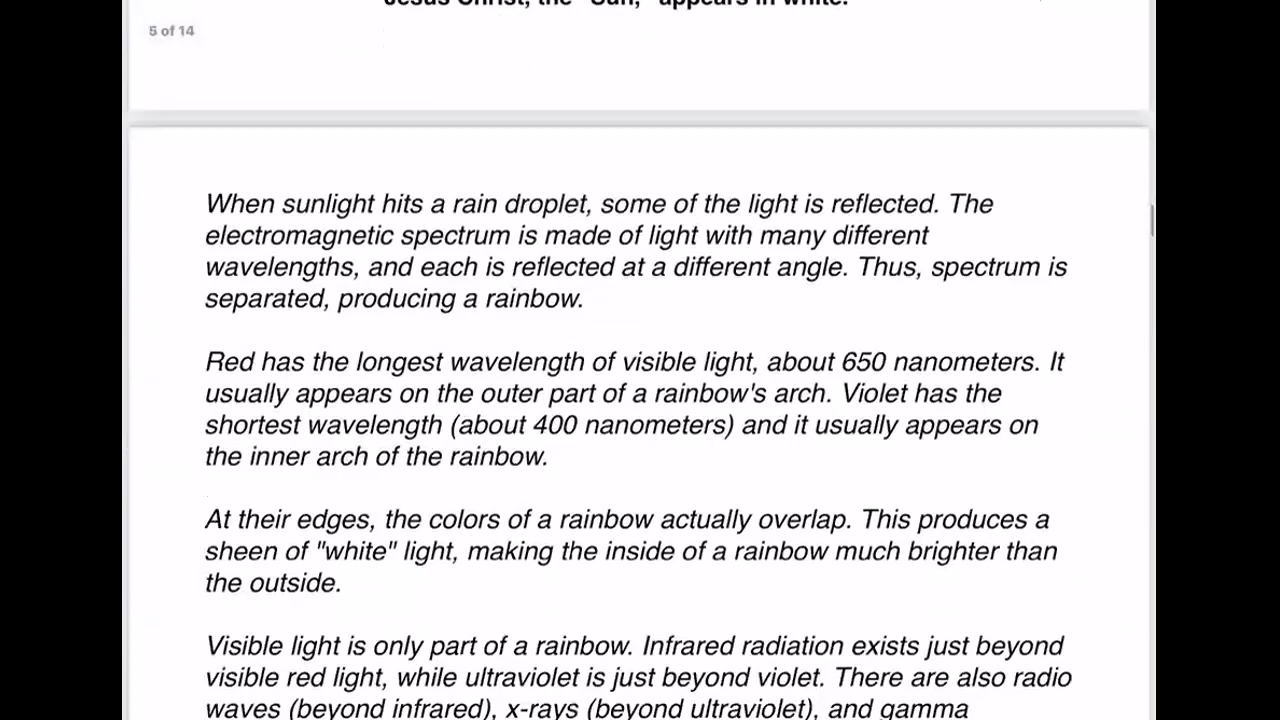 Jesus Christ, the "Sun," appears in white.
5 of 14
When sunlight hits a rain droplet, some of the light is reflected. The
electromagnetic spectrum is made of light with many different
wavelengths, and each is reflected at a different angle. Thus, spectrum is
separated, producing a rainbow.
Red has the longest wavelength of visible light, about 650 nanometers. It
usually appears on the outer part of a rainbow's arch. Violet has the
shortest wavelength (about 400 nanometers) and it usually appears on
the inner arch of the rainbow.
At their edges, the colors of a rainbow actually overlap. This produces a
sheen of "white" light, making the inside of a rainbow much brighter than
the outside.
Visible light is only part of a rainbow. Infrared radiation exists just beyond
visible red light, while ultraviolet is just beyond violet. There are also radio
waves (beyond infrared), x-rays (beyond ultraviolet), and gamma